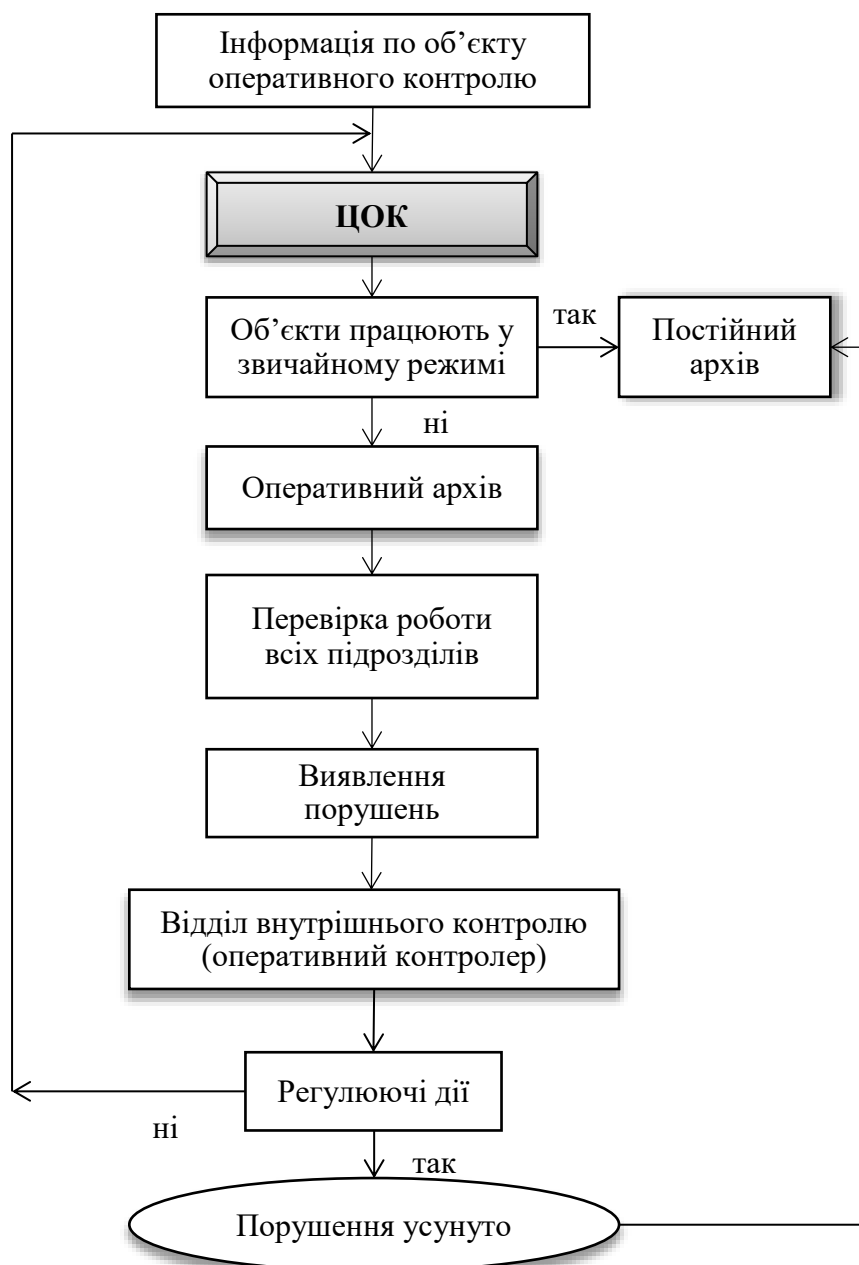 Інформація по об’єкту
оперативного контролю
ЦОК
Об’єкти працюють у
звичайному режимі
так
Постійний
архів
ні
Оперативний архів
Перевірка роботи
всіх підрозділів
Виявлення
порушень
Відділ внутрішнього контролю
(оперативний контролер)
Регулюючі дії
ні
так
Порушення усунуто